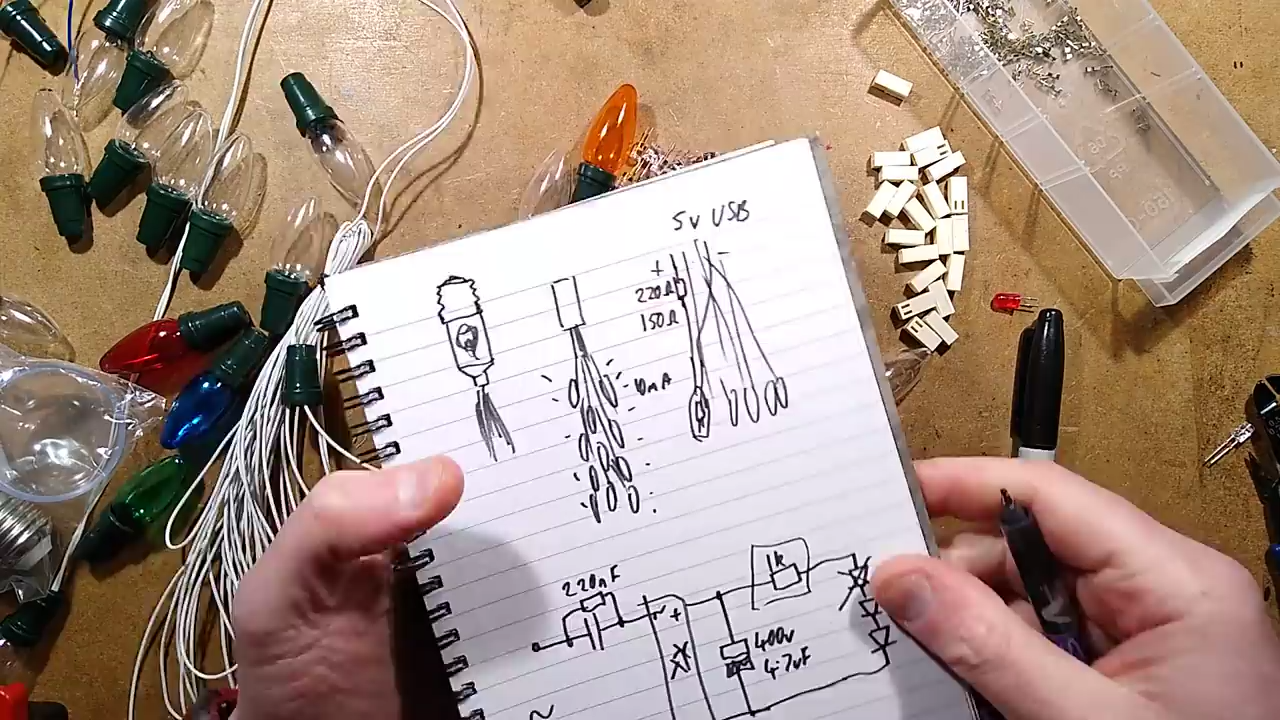 5V USB
+
220Ω
150Ω
10mA
220nF
1k
+
400V
4.7uF
~